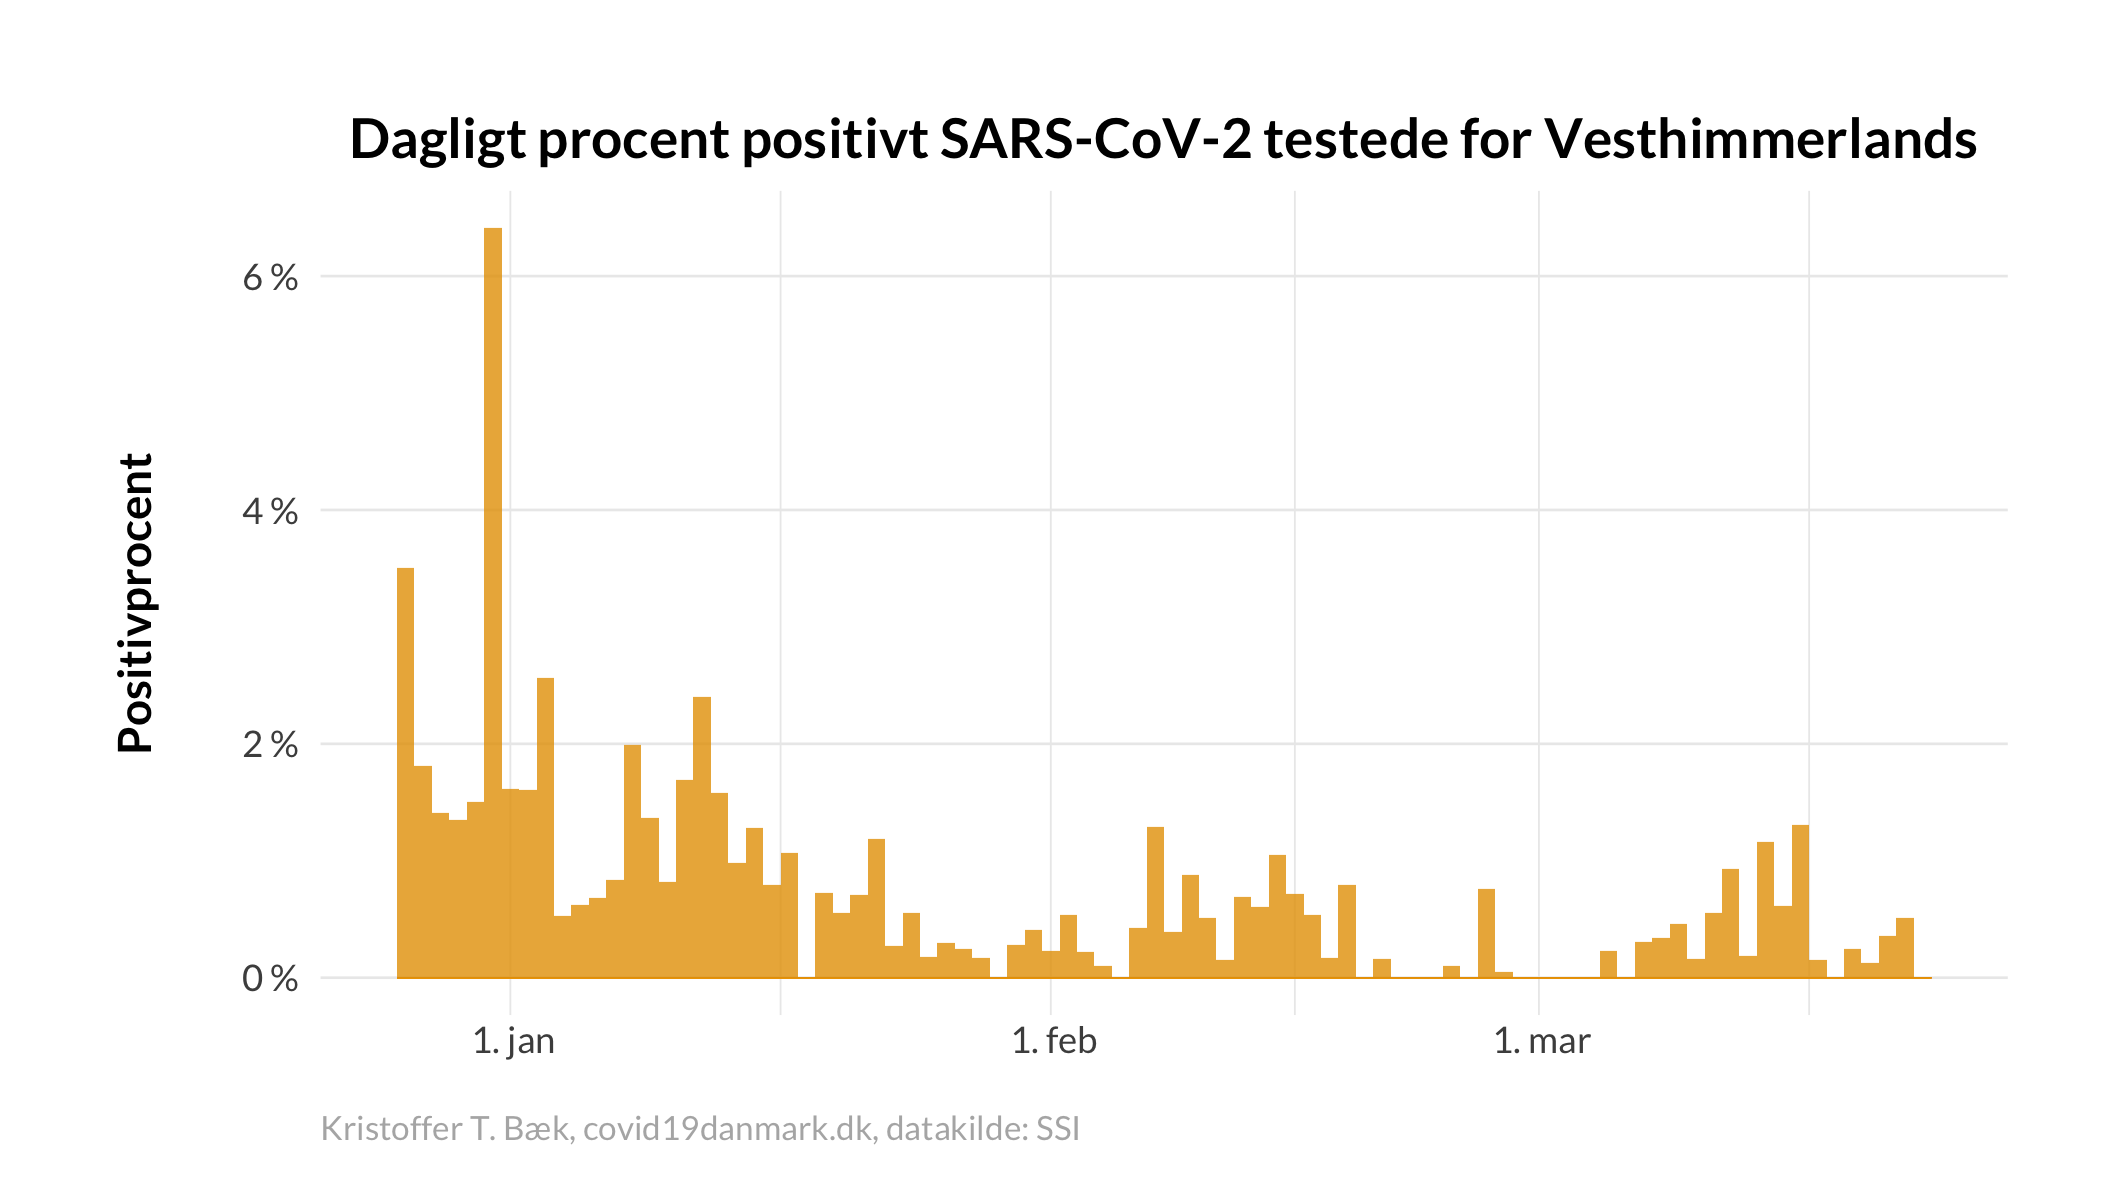 Dagligt procent positivt SARS-CoV-2 testede for Vesthimmerlands
Positivprocent
6 %
4 %
2 %
0 %
1. jan
1. feb
1. mar
Kristoffer T. Bæk, covid19danmark.dk, datakilde: SSI